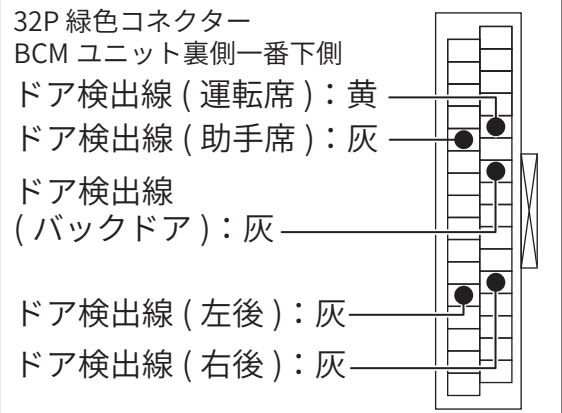 32P 緑色コネクター
BCM ユニット裏側一番下側
ドア検出線 ( 運転席 )：黄
ドア検出線 ( 助手席 )：灰
ドア検出線
( バックドア )：灰
ドア検出線 ( 左後 )：灰
ドア検出線 ( 右後 )：灰